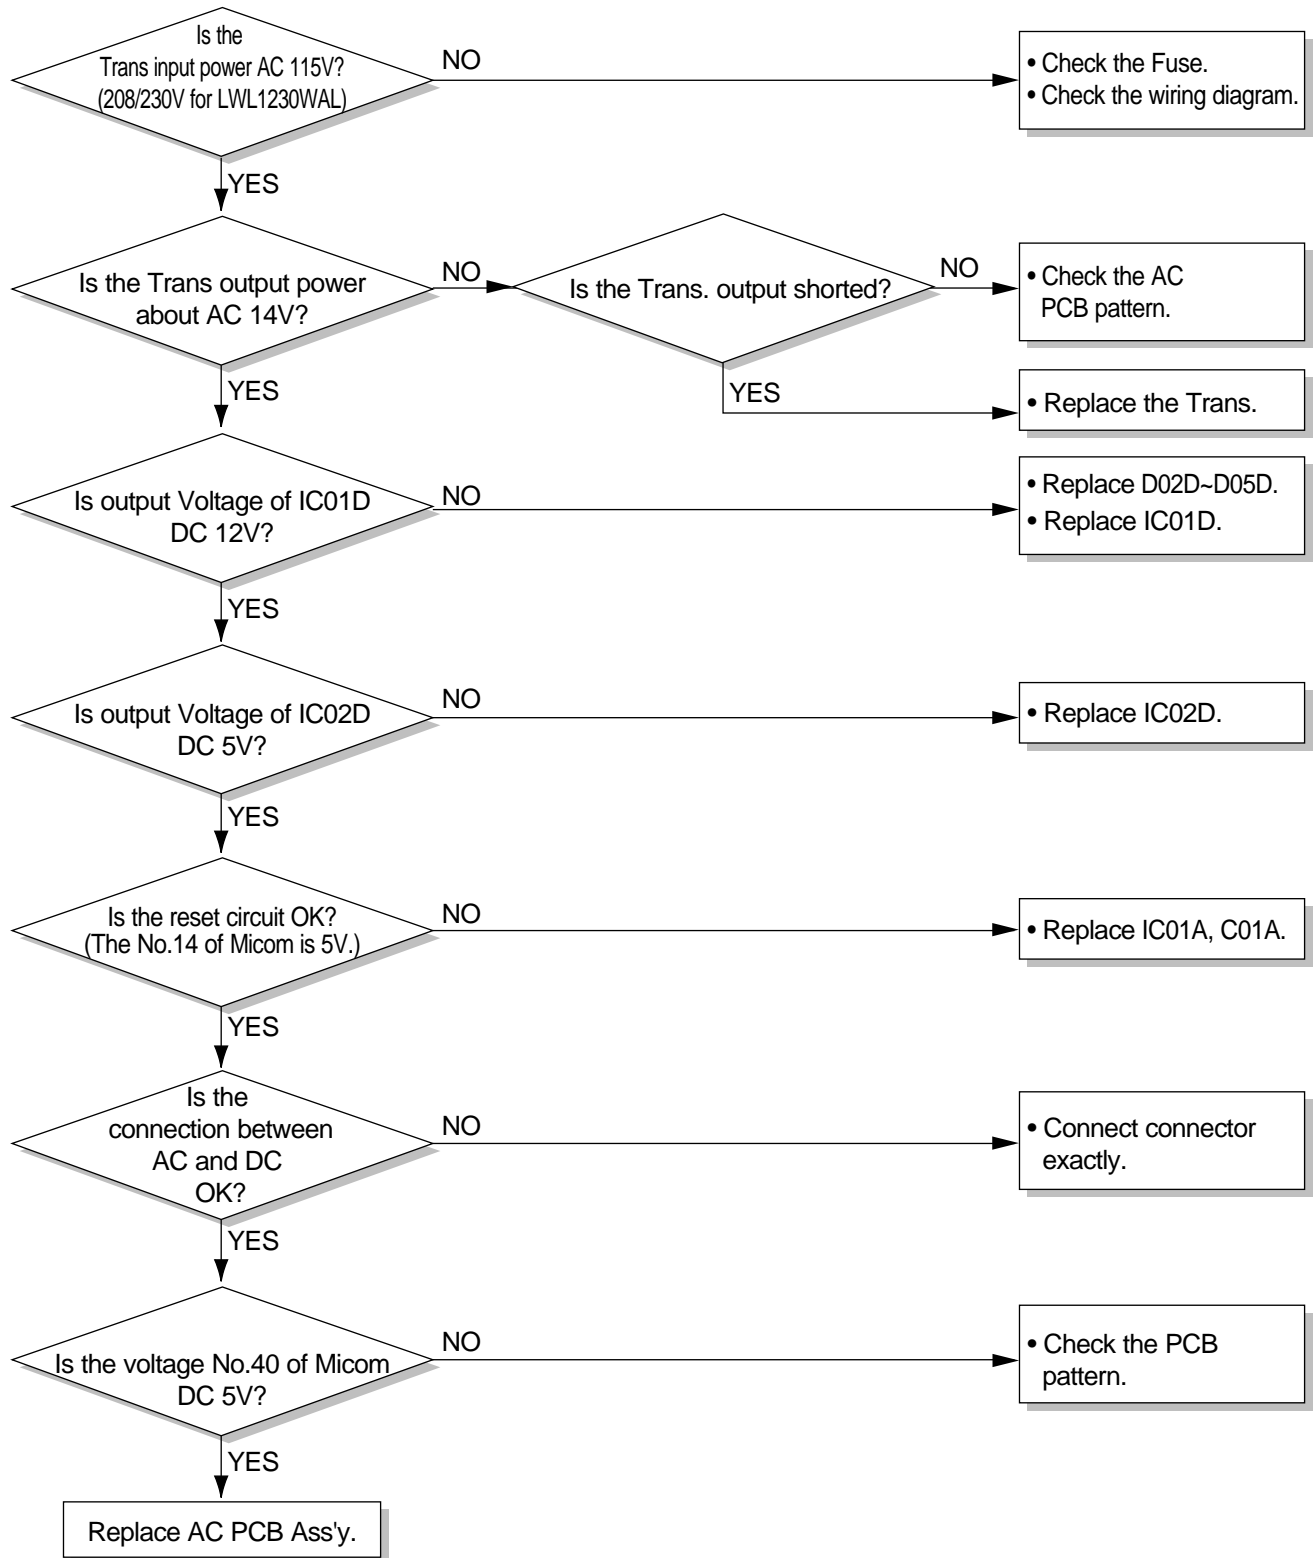 Is the
Trans input power AC 115V?
(208/230V for LWL1230WAL)
NO
• Check the Fuse.
• Check the wiring diagram.
YES
Is the Trans output power
about AC 14V?
NO
Is the Trans. output shorted?
NO
• Check the AC
PCB pattern.
YES
YES
• Replace the Trans.
Is output Voltage of IC01D
DC 12V?
NO
• Replace D02D~D05D.
• Replace IC01D.
YES
Is output Voltage of IC02D
DC 5V?
NO
• Replace IC02D.
YES
Is the reset circuit OK?
(The No.14 of Micom is 5V.)
NO
• Replace IC01A, C01A.
YES
Is the
connection between
AC and DC
OK?
NO
• Connect connector
exactly.
YES
Is the voltage No.40 of Micom
DC 5V?
NO
• Check the PCB
pattern.
YES
Replace AC PCB Ass'y.